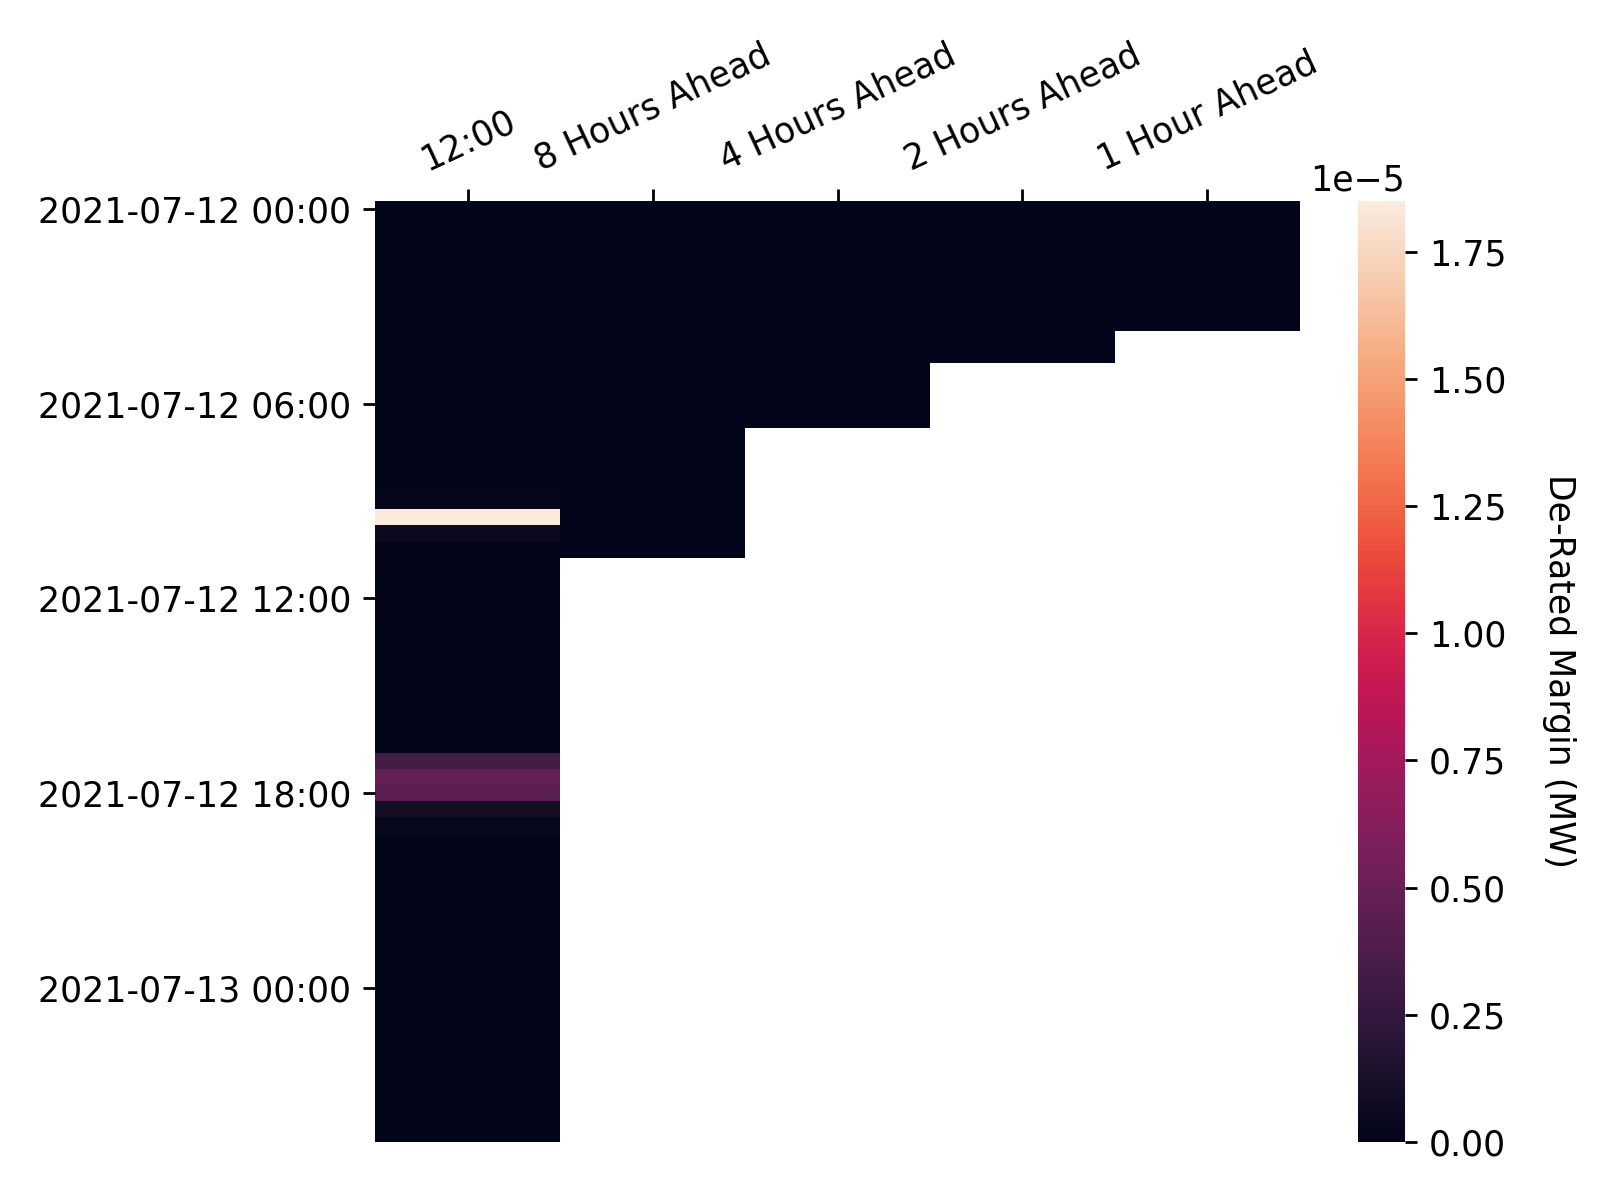 12:00
8 Hours Ahead
4 Hours Ahead
2 Hours Ahead
1 Hour Ahead
1e−5
2021-07-12 00:00
2021-07-12 06:00
2021-07-12 12:00
2021-07-12 18:00
2021-07-13 00:00
1.75
1.50
1.25
1.00
0.75
0.50
0.25
0.00
De-Rated Margin (MW)